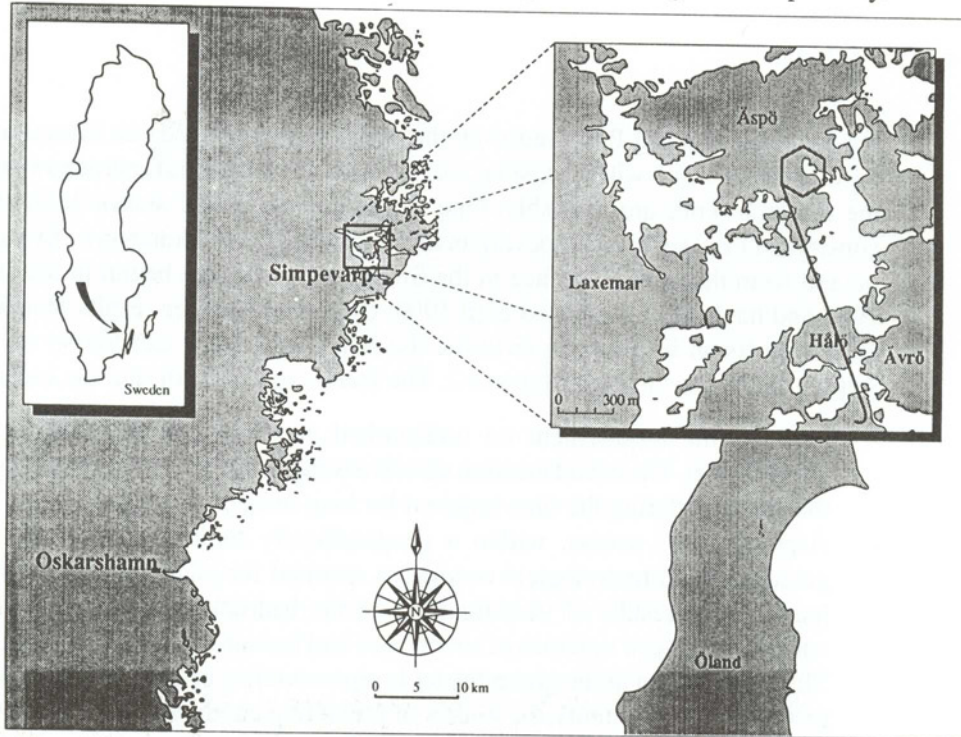 Sweden
Simpevarp
Oskarshamn
N
0 5 10 km
Äspö
Laxemar
Hålö
Ävrö
0 300 m
Öland